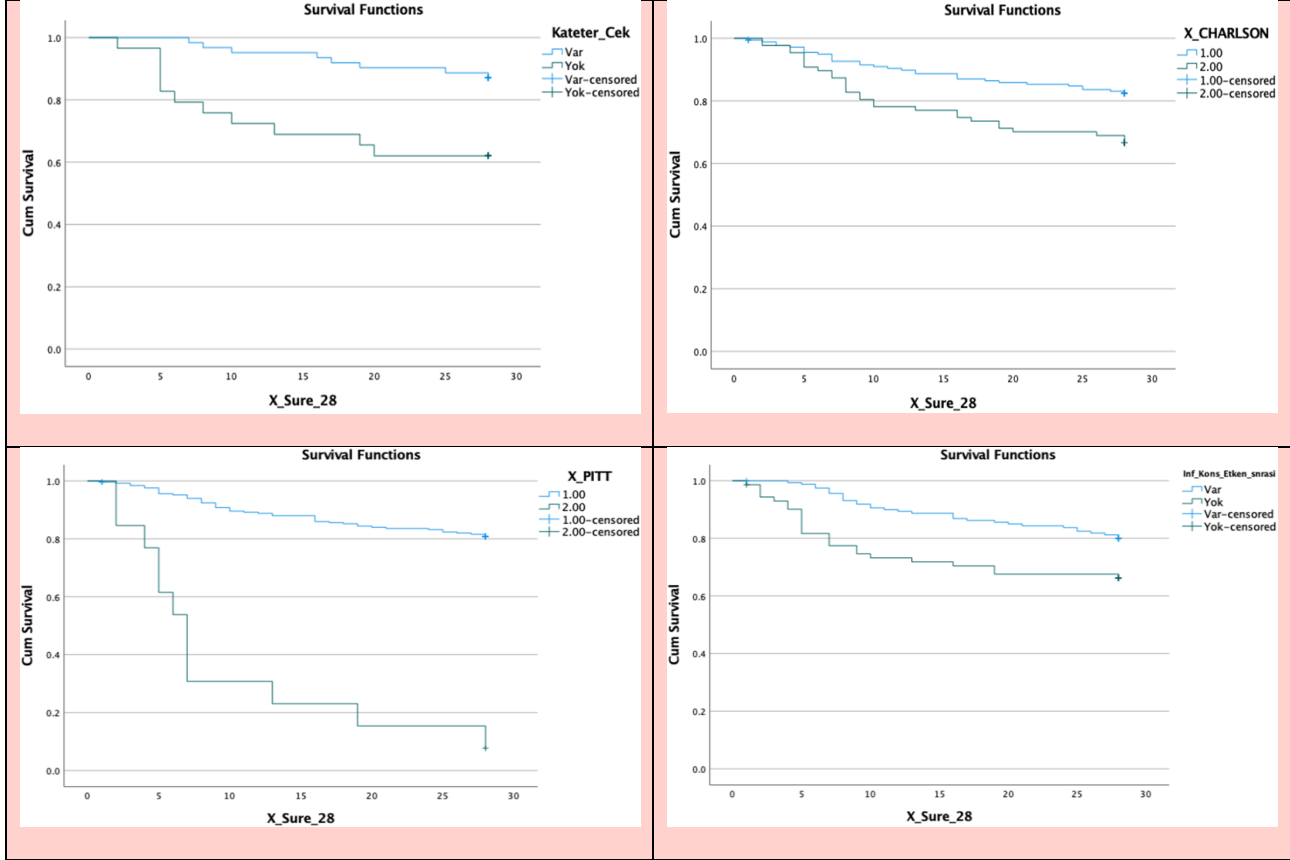 Survival Functions
Kateter_Cek
Var
Yok
Var-censored
Yok-censored
1.0
0.8
0.6
0.4
0.2
0.0
Cum Survival
0 5 10 15 20 25 30
X_Sure_28
Survival Functions
X_CHARLSON
1.00
2.00
1.00-censored
2.00-censored
1.0
0.8
0.6
0.4
0.2
0.0
Cum Survival
0 5 10 15 20 25 30
X_Sure_28
Survival Functions
X_PITT
1.00
2.00
1.00-censored
2.00-censored
1.0
0.8
0.6
0.4
0.2
0.0
Cum Survival
0 5 10 15 20 25 30
X_Sure_28
Survival Functions
Inf_Kons_Etken_snrasi
Var
Yok
Var-censored
Yok-censored
1.0
0.8
0.6
0.4
0.2
0.0
Cum Survival
0 5 10 15 20 25 30
X_Sure_28